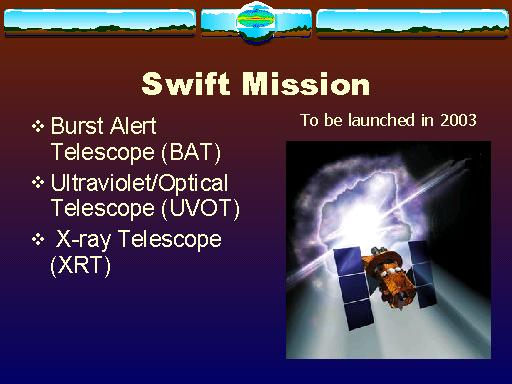 Swift Mission
To be launched in 2003
Burst Alert
Telescope (BAT)
Ultraviolet/Optical
Telescope (UVOT)
X-ray Telescope
(XRT)